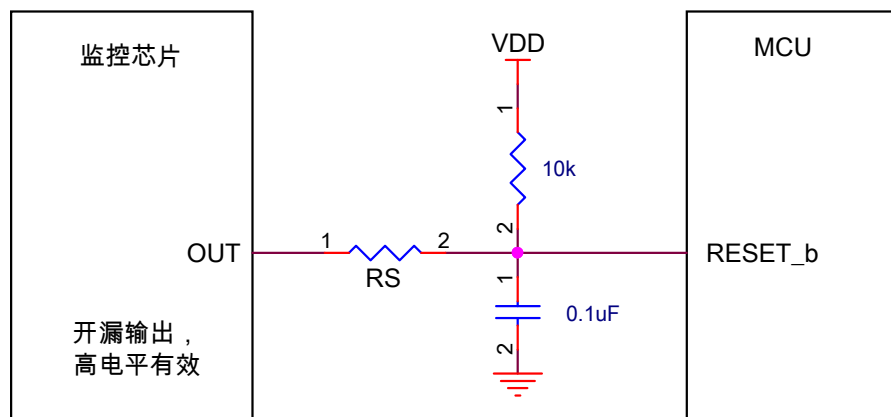 监控芯片
VDD
MCU
1
10k
2
OUT
1
2
RS
RESET_b
1
0.1uF
2
开漏输出，
高电平有效